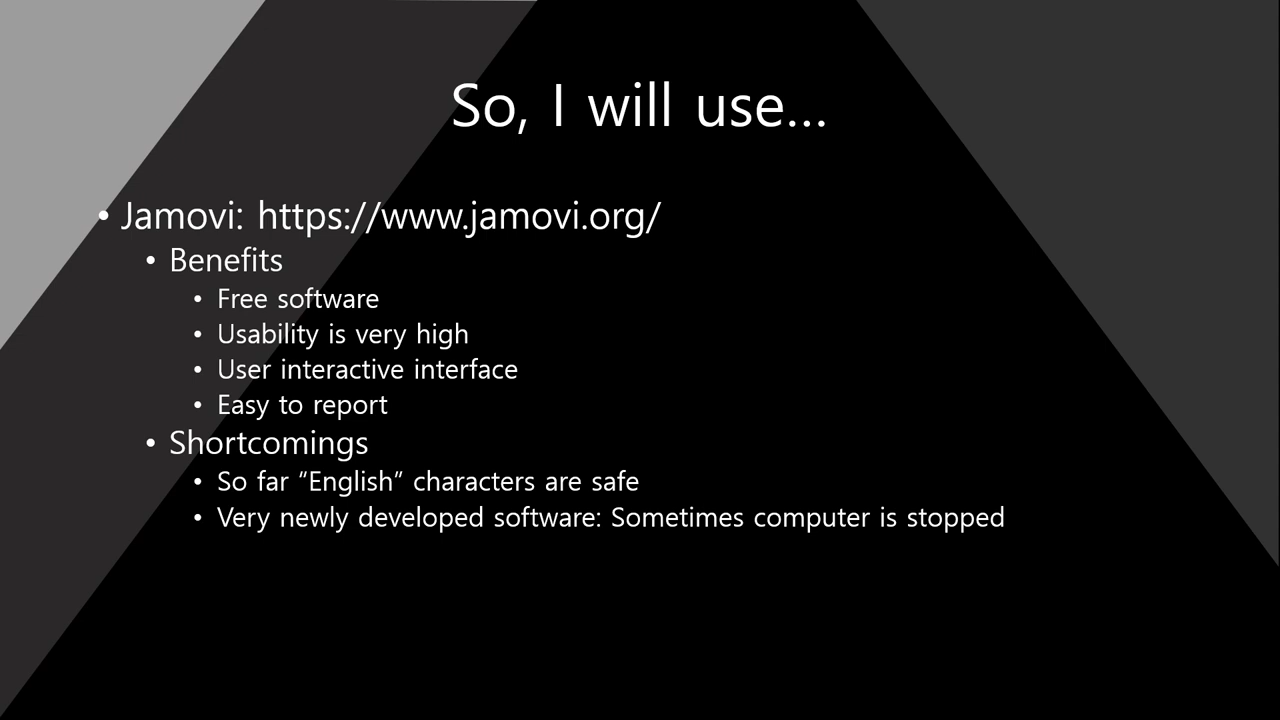 So, I will use...
• Jamovi: https://www.jamovi.org/
• Benefits
• Free software
• Usability is very high
• User interactive interface
• Easy to report
• Shortcomings
• So far “English” characters are safe
• Very newly developed software: Sometimes computer is stopped